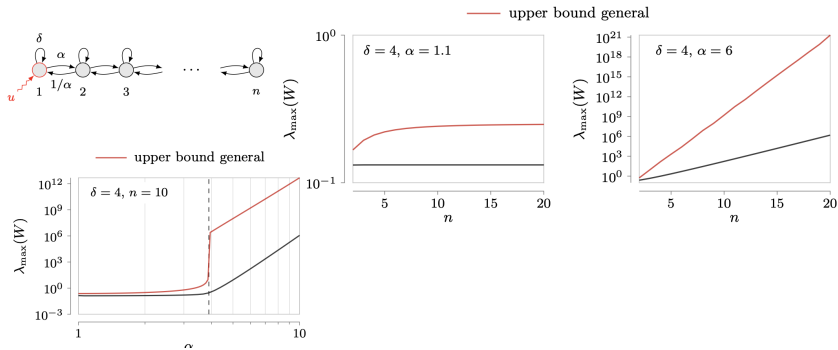 upper bound general
δ
α
1/α
u
1
2
3
· · ·
n
10^0
δ = 4, α = 1.1
λ_max(W)
10^−1
5
10
15
20
n
10^21
10^18
10^15
10^12
10^9
10^6
10^3
10^0
δ = 4, α = 6
λ_max(W)
5
10
15
20
n
upper bound general
10^12
10^9
10^6
10^3
10^0
10^−3
δ = 4, n = 10
λ_max(W)
1
10
α